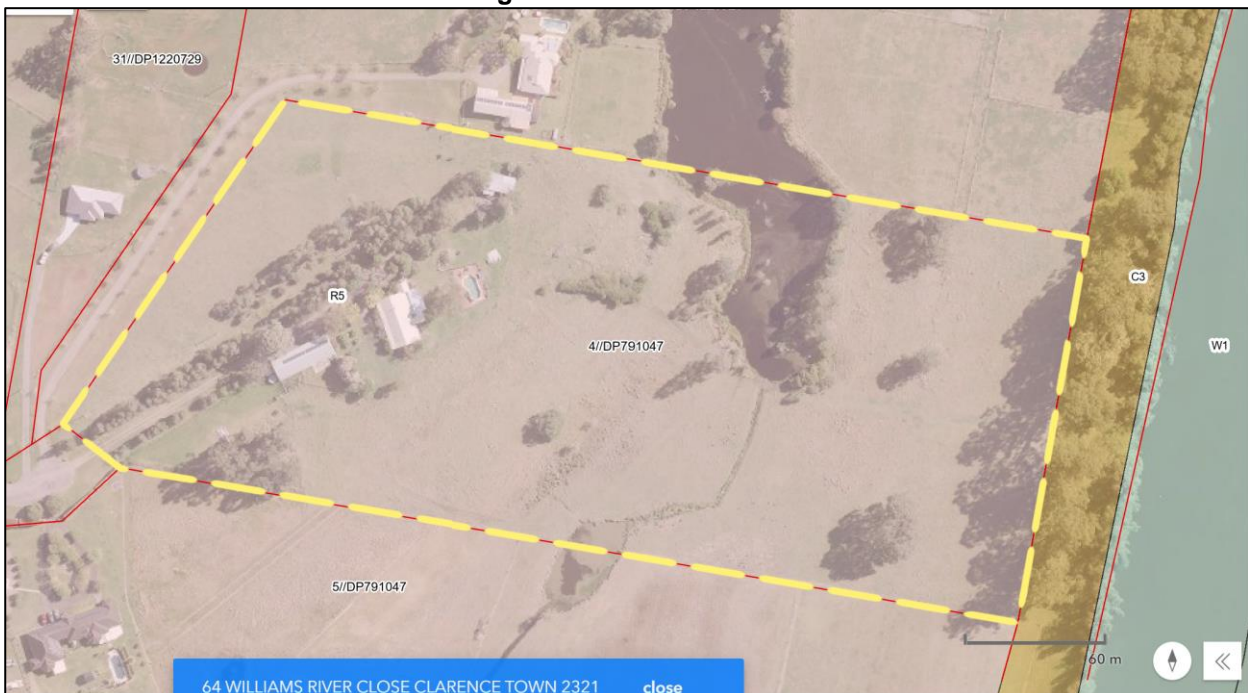 g
31//DP1220729
C3
R5
W1
4//DP791047
5//DP791047
60 m
64 WILLIAMS RIVER CLOSE CLARENCE TOWN 2321 close